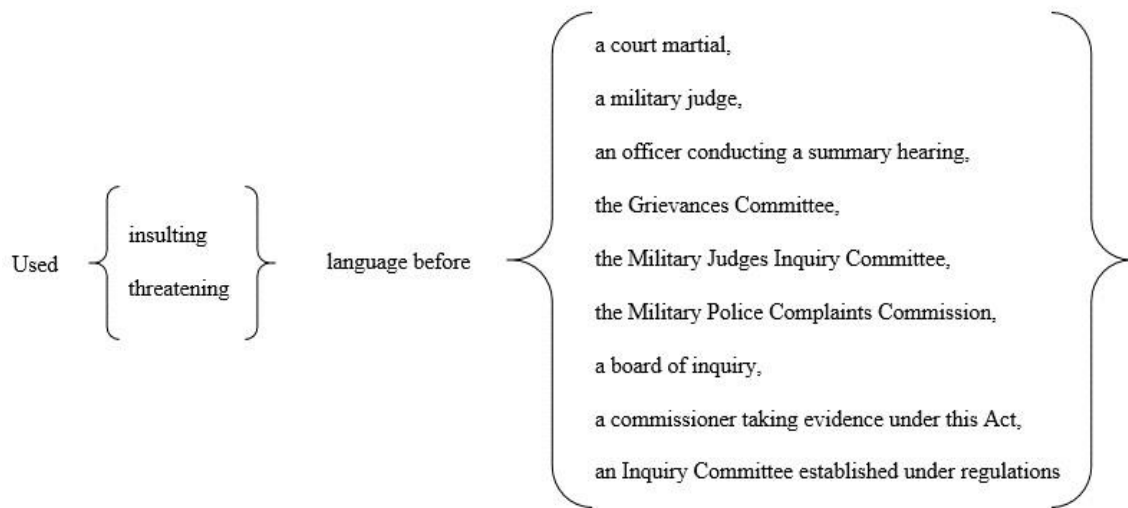 Used
insulting
threatening
language before
a court martial,
a military judge,
an officer conducting a summary hearing,
the Grievances Committee,
the Military Judges Inquiry Committee,
the Military Police Complaints Commission,
a board of inquiry,
a commissioner taking evidence under this Act,
an Inquiry Committee established under regulations